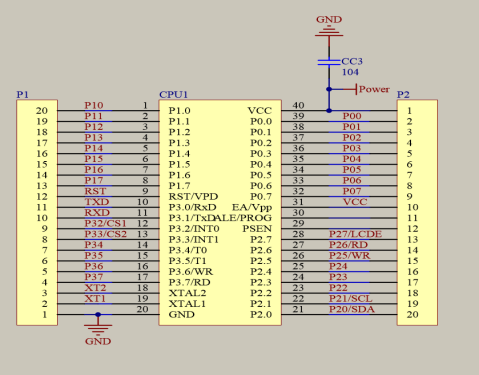 GND
CC3
104
Power
P1 CPU1 P2
20 P10 1 P1.0 VCC 40 1
19 P11 2 P1.1 P0.0 39 P00 2
18 P12 3 P1.2 P0.1 38 P01 3
17 P13 4 P1.3 P0.2 37 P02 4
16 P14 5 P1.4 P0.3 36 P03 5
15 P15 6 P1.5 P0.4 35 P04 6
14 P16 7 P1.6 P0.5 34 P05 7
13 P17 8 P1.7 P0.6 33 P06 8
12 RST 9 RST/VPD P0.7 32 P07 9
11 TXD 10 P3.0/RxD EA/Vpp 31 VCC 10
10 RXD 11 P3.1/TxD ALE/PROG 30 11
9 P32/CS1 12 P3.2/INT0 PSEN 29 12
8 P33/CS2 13 P3.3/INT1 P2.7 28 P27/LCDE 13
7 P34 14 P3.4/T0 P2.6 27 P26/RD 14
6 P35 15 P3.5/T1 P2.5 26 P25/WR 15
5 P36 16 P3.6/WR P2.4 25 P24 16
4 P37 17 P3.7/RD P2.3 24 P23 17
3 XT2 18 XTAL2 P2.2 23 P22 18
2 XT1 19 XTAL1 P2.1 22 P21/SCL 19
1 20 GND P2.0 21 P20/SDA 20
GND